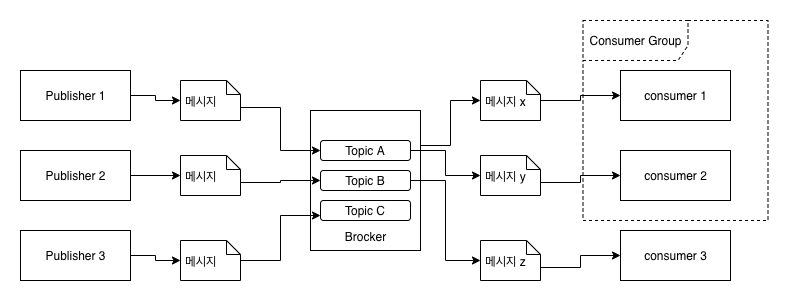 Consumer Group
Publisher 1
메시지
메시지 x
consumer 1
Topic A
Publisher 2
메시지
Topic B
메시지 y
consumer 2
Topic C
Brocker
Publisher 3
메시지
메시지 z
consumer 3